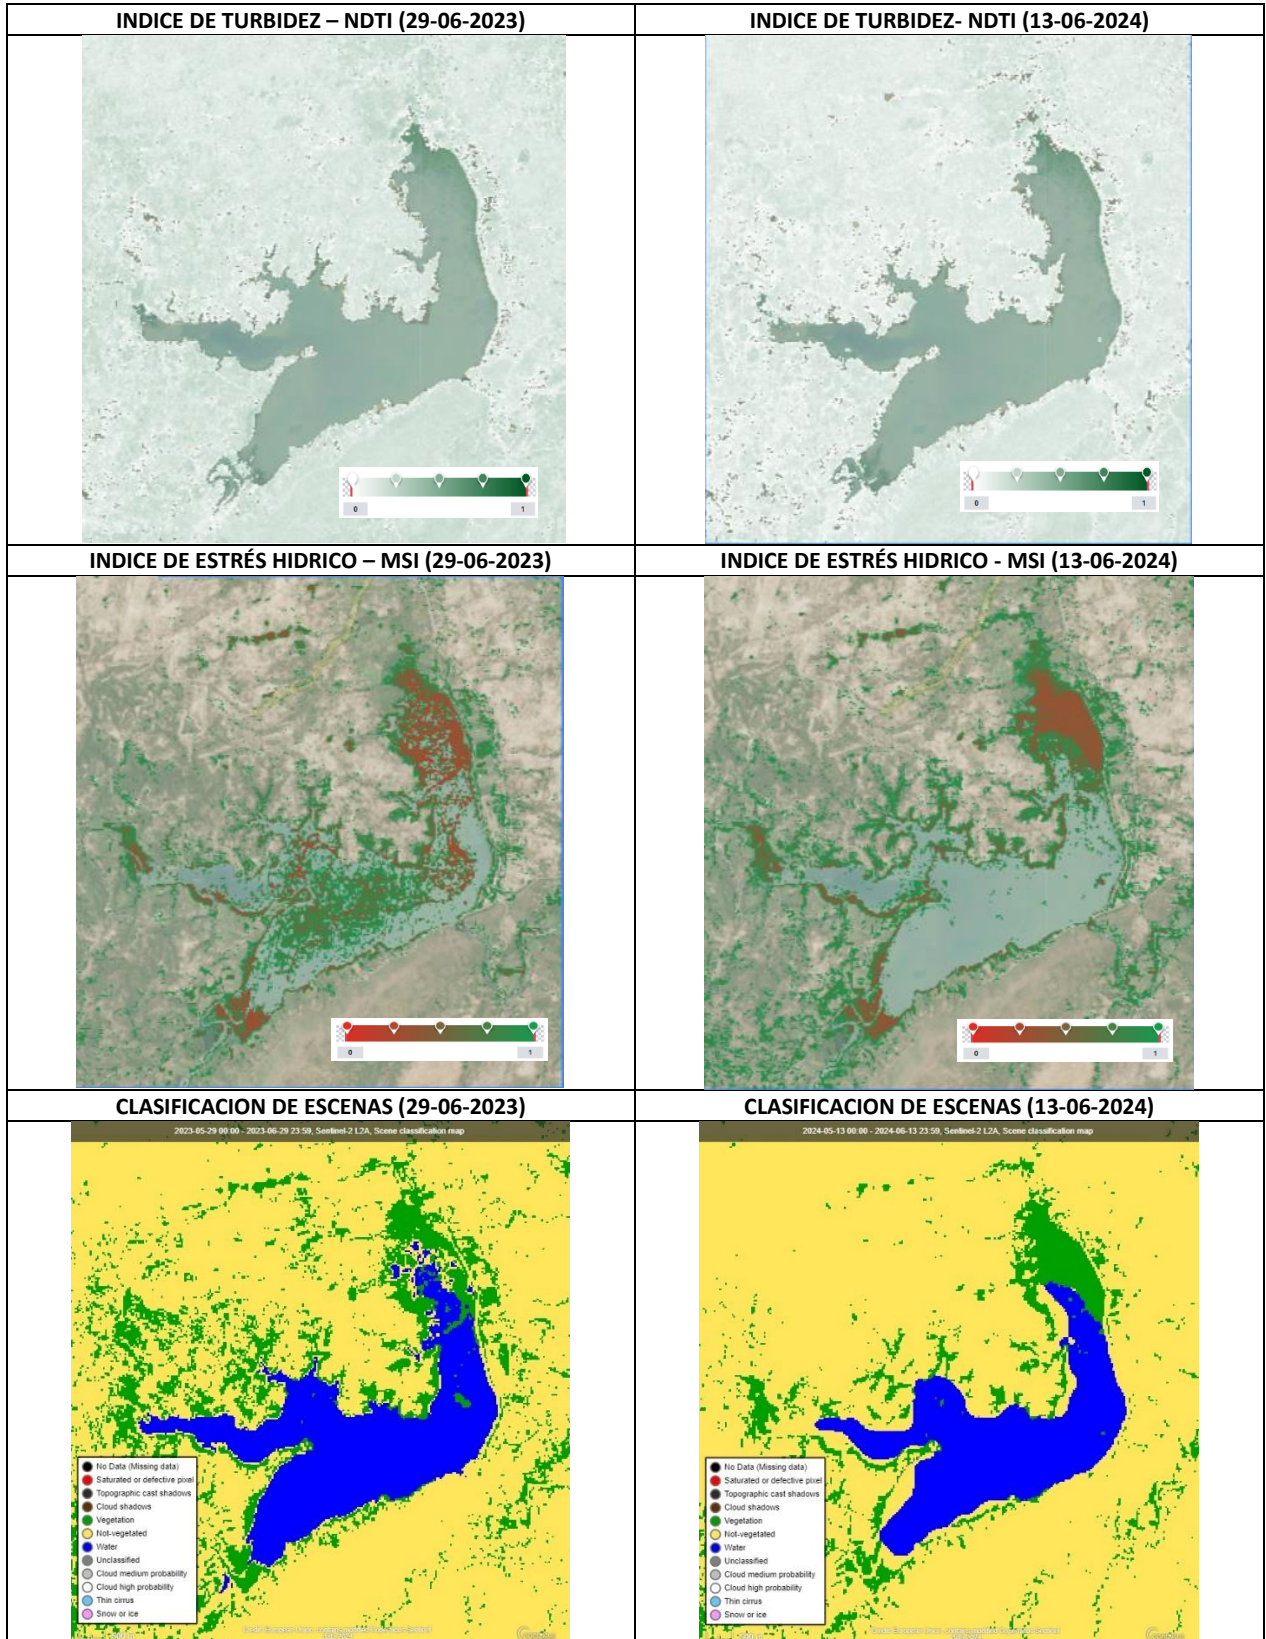 INDICE DE TURBIDEZ – NDTI (29-06-2023)
INDICE DE TURBIDEZ- NDTI (13-06-2024)
0 1
0 1
INDICE DE ESTRÉS HIDRICO – MSI (29-06-2023)
INDICE DE ESTRÉS HIDRICO - MSI (13-06-2024)
0 1
0 1
CLASIFICACION DE ESCENAS (29-06-2023)
CLASIFICACION DE ESCENAS (13-06-2024)
2023-05-29 00:00 - 2023-06-29 23:59, Sentinel-2 L2A, Scene classification map
No Data (Missing data)
Saturated or defective pixel
Topographic cast shadows
Cloud shadows
Vegetation
Not-vegetated
Water
Unclassified
Cloud medium probability
Cloud high probability
Thin cirrus
Snow or ice
2024-05-13 00:00 - 2024-06-13 23:59, Sentinel-2 L2A, Scene classification map
No Data (Missing data)
Saturated or defective pixel
Topographic cast shadows
Cloud shadows
Vegetation
Not-vegetated
Water
Unclassified
Cloud medium probability
Cloud high probability
Thin cirrus
Snow or ice